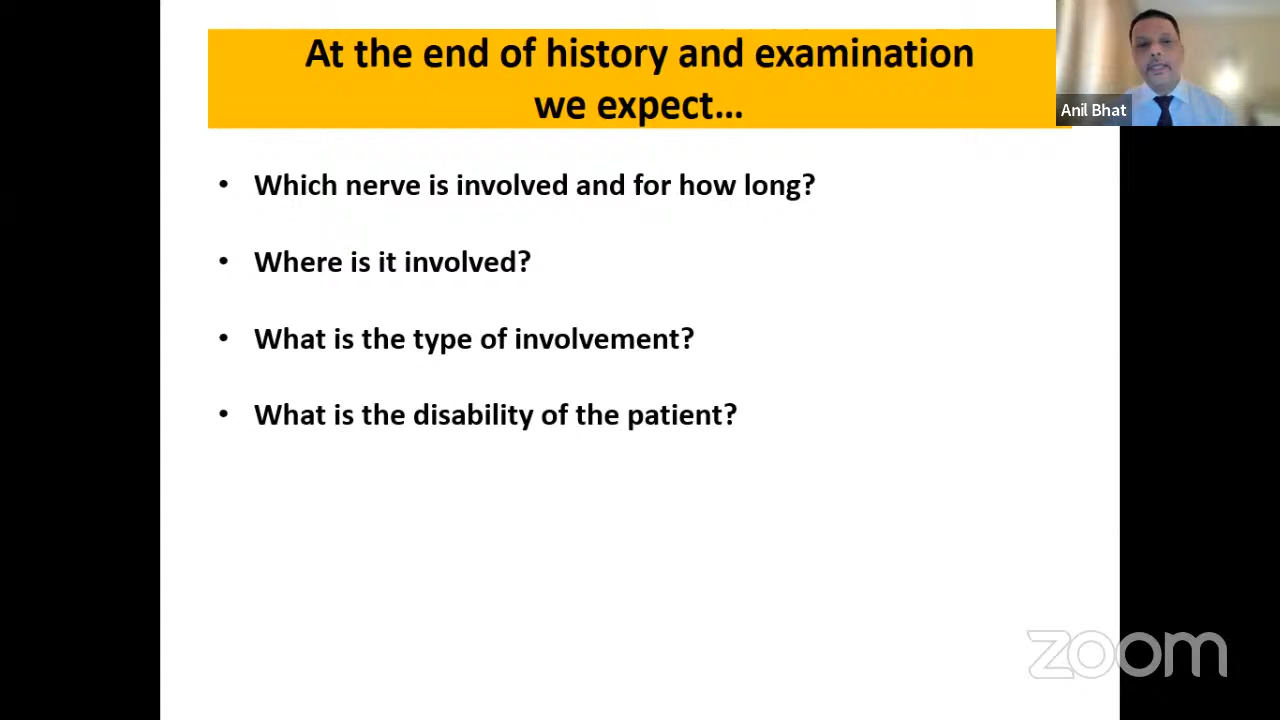 At the end of history and examination
we expect...
Anil Bhat
• Which nerve is involved and for how long?
• Where is it involved?
• What is the type of involvement?
• What is the disability of the patient?
zoom